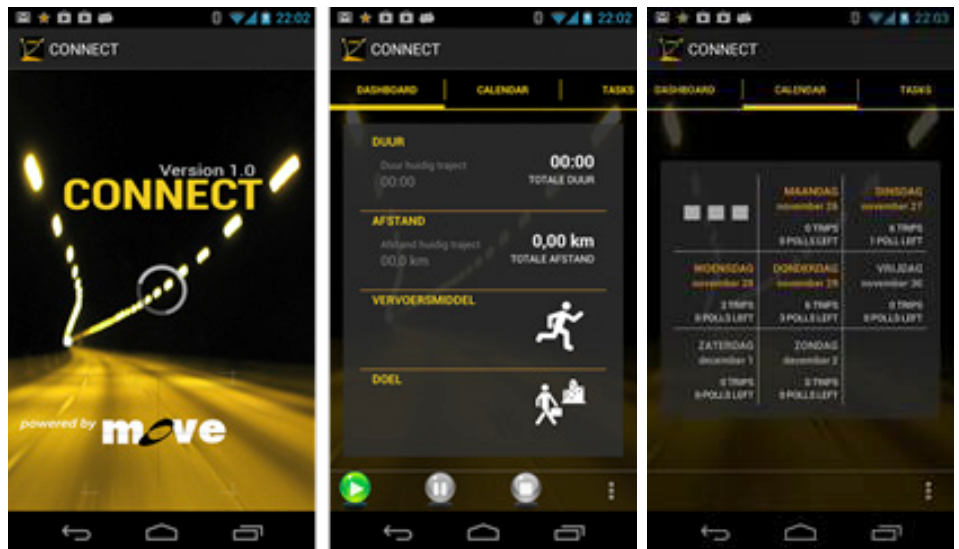 22:02
CONNECT
Version 1.0
CONNECT
powered by move
22:02
CONNECT
DASHBOARD CALENDAR TASKS
DUUR
Duur huidig traject 00:00
00:00 TOTALE DUUR
AFSTAND
Afstand huidig traject 0,00 km
00,0 km TOTALE AFSTAND
VERVOERSMIDDEL
DOEL
22:03
CONNECT
DASHBOARD CALENDAR TASKS
MAANDAG DINSDAG
november 26 november 27
0 TRIPS 6 TRIPS
0 POLLS LEFT 1 POLL LEFT
WOENSDAG DONDERDAG VRIJDAG
november 28 november 29 november 30
TRIPS 6 TRIPS 0 TRIPS
0 POLLS LEFT POLLS LEFT 0 POLLS LEFT
ZATERDAG ZONDAG
december 1 december 2
0 TRIPS 0 TRIPS
0 POLLS LEFT 0 POLLS LEFT